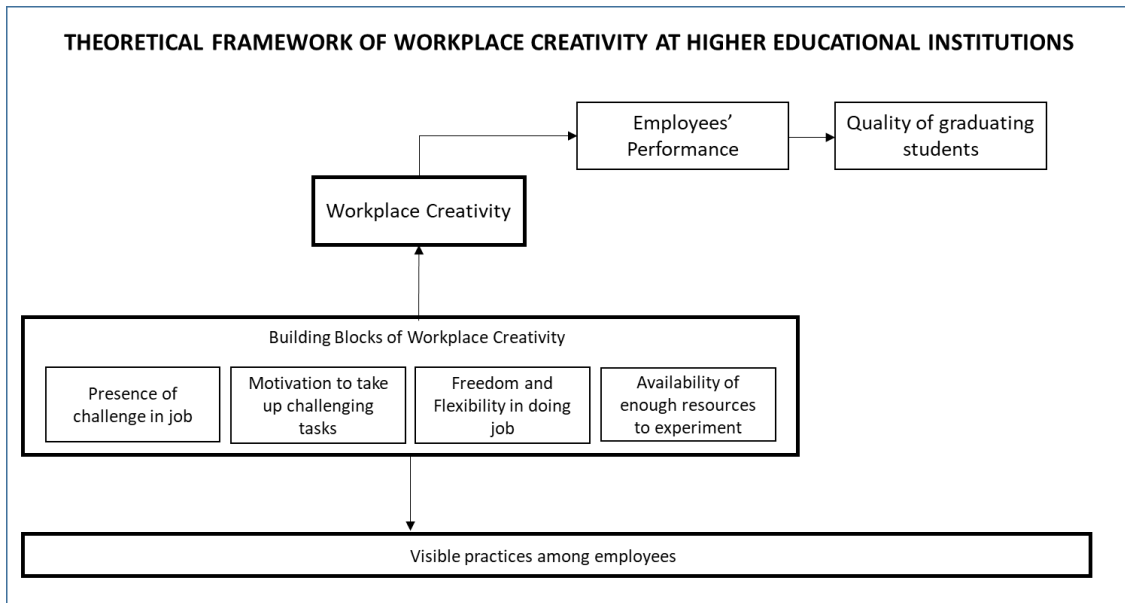 THEORETICAL FRAMEWORK OF WORKPLACE CREATIVITY AT HIGHER EDUCATIONAL INSTITUTIONS
Employees’
Performance
Quality of graduating
students
Workplace Creativity
Building Blocks of Workplace Creativity
Presence of
challenge in job
Motivation to take
up challenging
tasks
Freedom and
Flexibility in doing
job
Availability of
enough resources
to experiment
Visible practices among employees